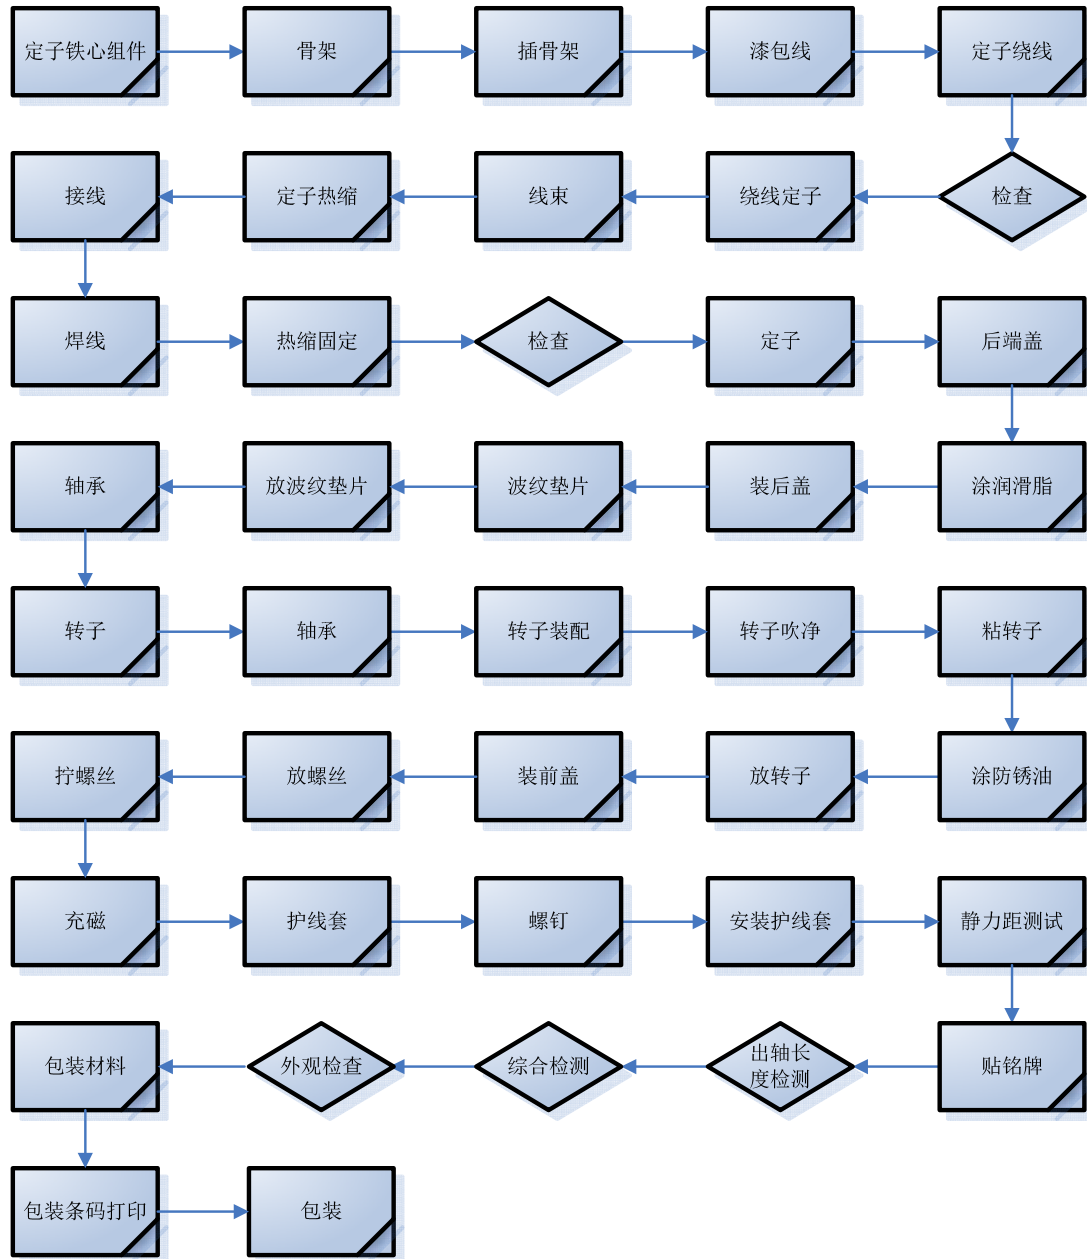 定子铁心组件
骨架
插骨架
漆包线
定子绕线
检查
绕线定子
线束
定子热缩
接线
焊线
热缩固定
检查
定子
后端盖
涂润滑脂
装后盖
波纹垫片
放波纹垫片
轴承
转子
轴承
转子装配
转子吹净
粘转子
涂防锈油
放转子
装前盖
放螺丝
拧螺丝
充磁
护线套
螺钉
安装护线套
静力距测试
贴铭牌
出轴长
度检测
综合检测
外观检查
包装材料
包装条码打印
包装